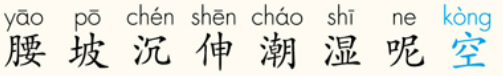 yāo pō chén shēn cháo shī ne kòng
腰 坡 沉 伸 潮 湿 呢 空